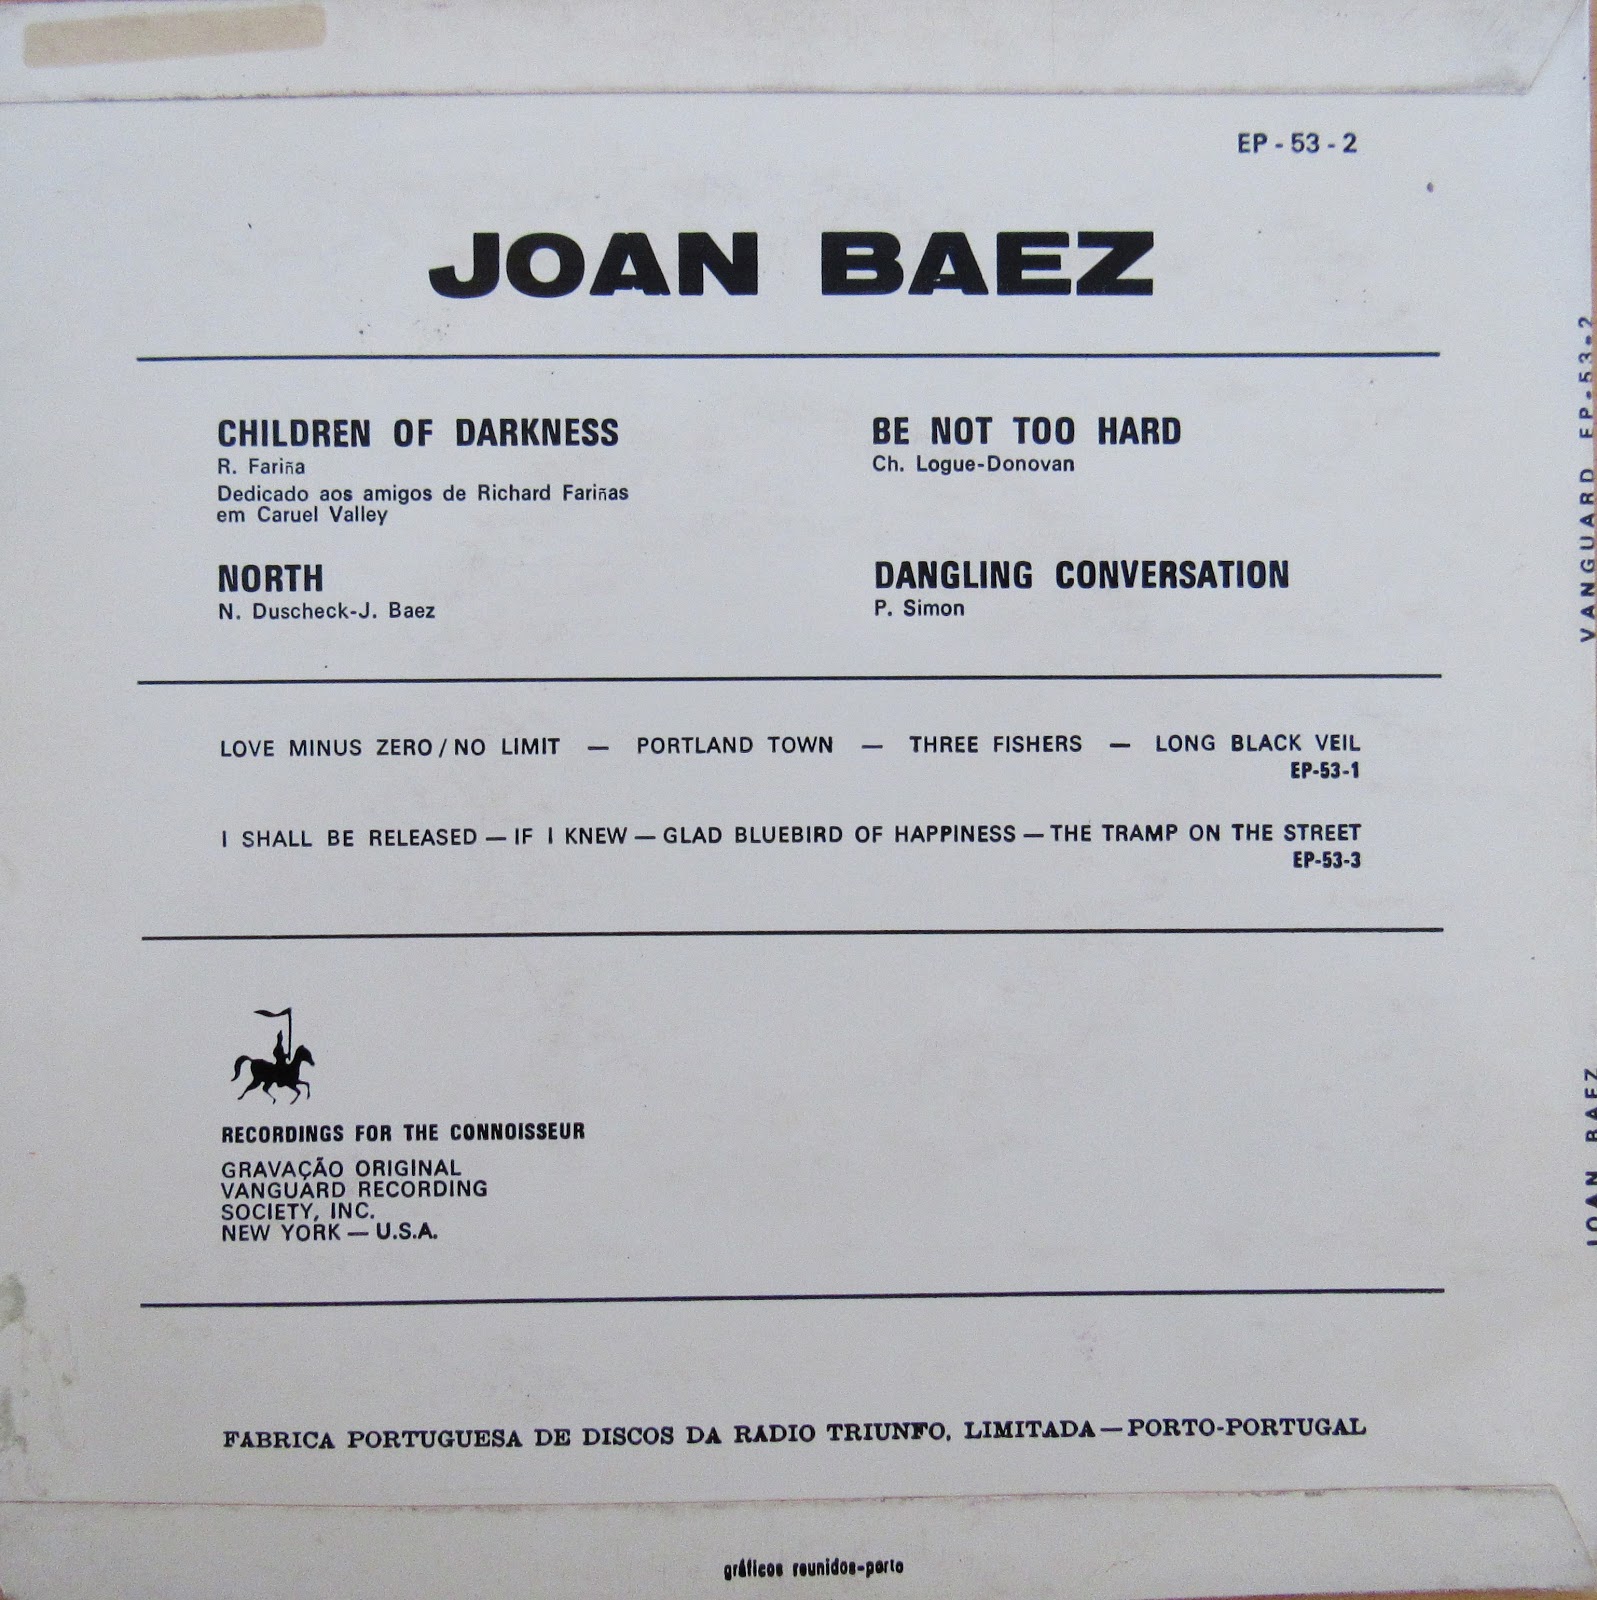 EP - 53 - 2
JOAN BAEZ
CHILDREN OF DARKNESS
R. Fariña
Dedicado aos amigos de Richard Fariñas
em Caruel Valley
NORTH
N. Duscheck-J. Baez
BE NOT TOO HARD
Ch. Logue-Donovan
DANGLING CONVERSATION
P. Simon
LOVE MINUS ZERO / NO LIMIT — PORTLAND TOWN — THREE FISHERS — LONG BLACK VEIL
EP-53-1
I SHALL BE RELEASED — IF I KNEW — GLAD BLUEBIRD OF HAPPINESS — THE TRAMP ON THE STREET
EP-53-3
RECORDINGS FOR THE CONNOISSEUR
GRAVAÇÃO ORIGINAL
VANGUARD RECORDING
SOCIETY, INC.
NEW YORK — U.S.A.
FABRICA PORTUGUESA DE DISCOS DA RADIO TRIUNFO, LIMITADA — PORTO-PORTUGAL
gráficos reunidos-porto
VANGUARD EP-53-2
JOAN BAEZ